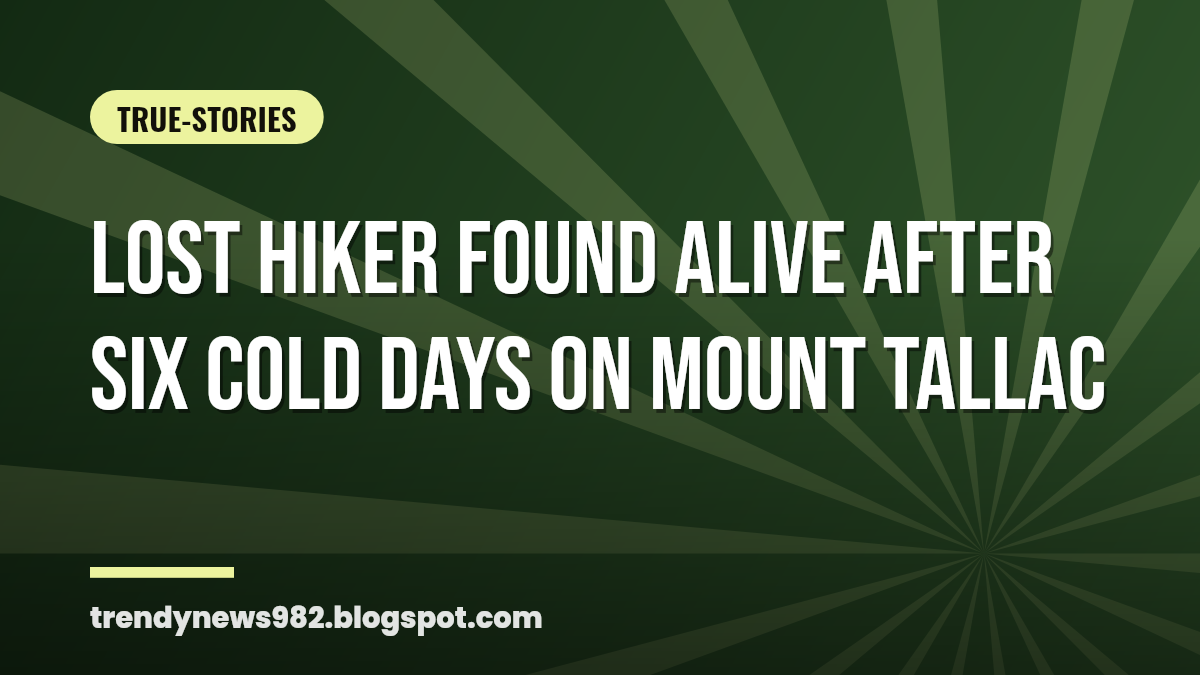 TRUE-STORIES
LOST HIKER FOUND ALIVE AFTER
SIX COLD DAYS ON MOUNT TALLAC
trendynews982.blogspot.com